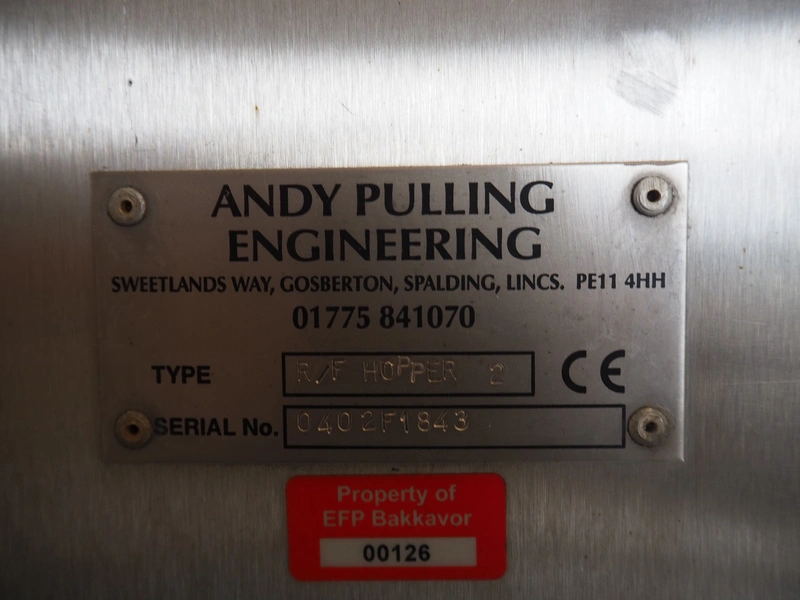 ANDY PULLING
ENGINEERING
SWEETLANDS WAY, GOSBERTON, SPALDING, LINCS. PE11 4HH
01775 841070
TYPE R/F HOPPER 2 CE
SERIAL No. 0402F1843
Property of
EFP Bakkavor
00126